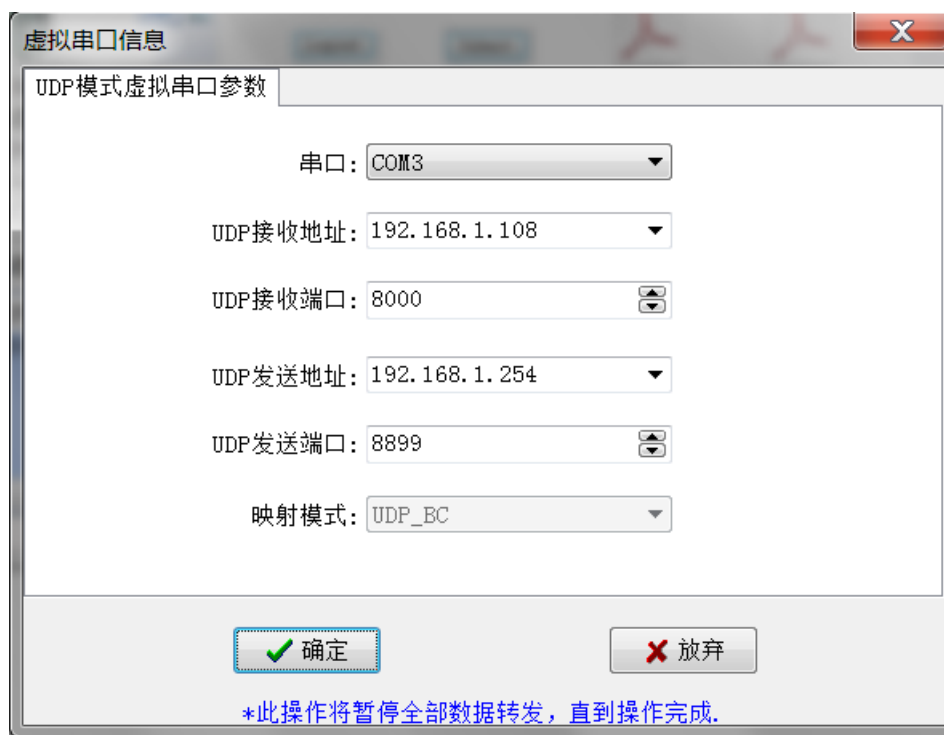 虚拟串口信息
UDP模式虚拟串口参数
串口: COM3
UDP接收地址: 192.168.1.108
UDP接收端口: 8000
UDP发送地址: 192.168.1.254
UDP发送端口: 8899
映射模式: UDP_BC
确定 放弃
*此操作将暂停全部数据转发，直到操作完成.